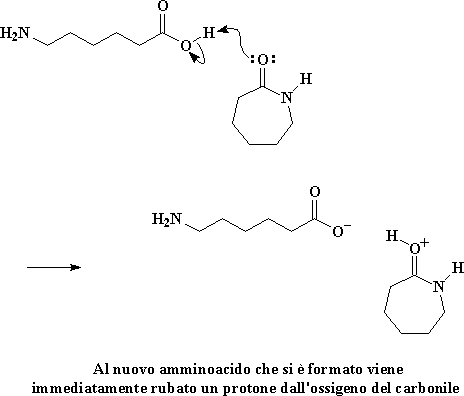 O
H2N
O H
:O:
H
N
O
H2N
O−
H
O+
H
N
Al nuovo amminoacido che si è formato viene
immediatamente rubato un protone dall'ossigeno del carbonile